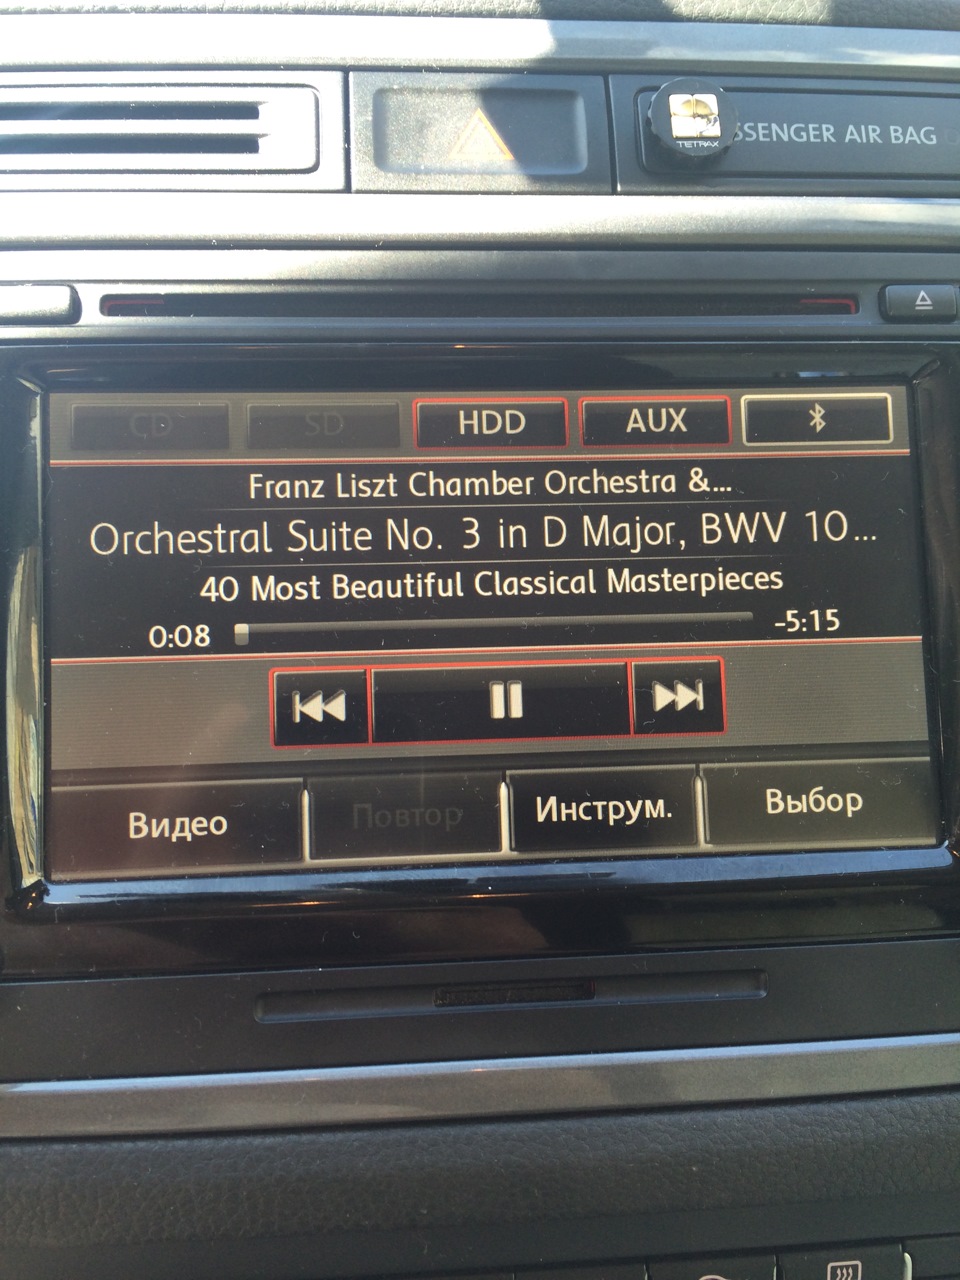 TETRAX
SSENGER AIR BAG
CD SD HDD AUX
Franz Liszt Chamber Orchestra &...
Orchestral Suite No. 3 in D Major, BWV 10...
40 Most Beautiful Classical Masterpieces
0:08 -5:15
Видео Повтор Инструм. Выбор